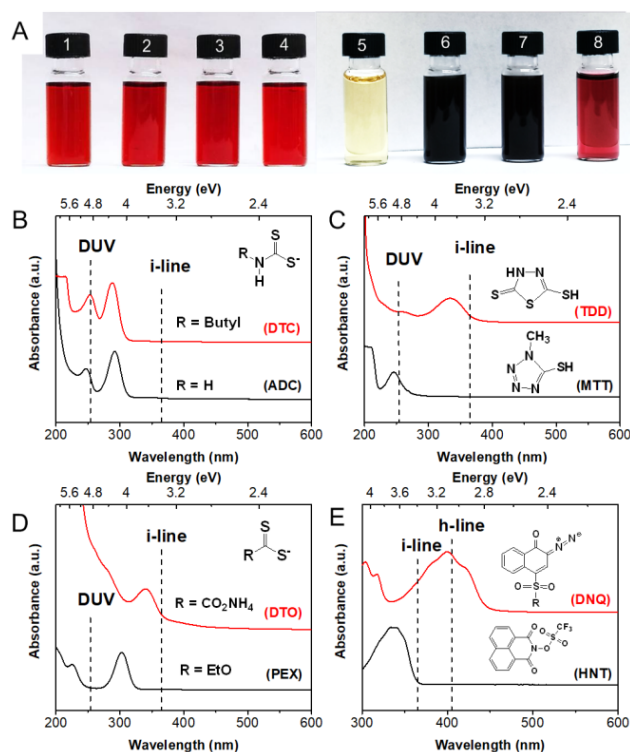 A
1 2 3 4 5 6 7 8
B
Energy (eV)
5.6 4.8 4 3.2 2.4
DUV
i-line
S
R N S-
H
R = Butyl (DTC)
R = H (ADC)
Absorbance (a.u.)
200 300 400 500 600
Wavelength (nm)
C
Energy (eV)
5.6 4.8 4 3.2 2.4
DUV
i-line
HN N
S S SH
(TDD)
CH3
N N
N N SH
(MTT)
Absorbance (a.u.)
200 300 400 500 600
Wavelength (nm)
D
Energy (eV)
5.6 4.8 4 3.2 2.4
i-line
S
R S-
R = CO2NH4 (DTO)
DUV
R = EtO (PEX)
Absorbance (a.u.)
200 300 400 500 600
Wavelength (nm)
E
Energy (eV)
4 3.6 3.2 2.8 2.4
h-line
i-line
O N+ N-
O S O
R
(DNQ)
O O CF3
N O S O
O
(HNT)
Absorbance (a.u.)
300 400 500 600
Wavelength (nm)